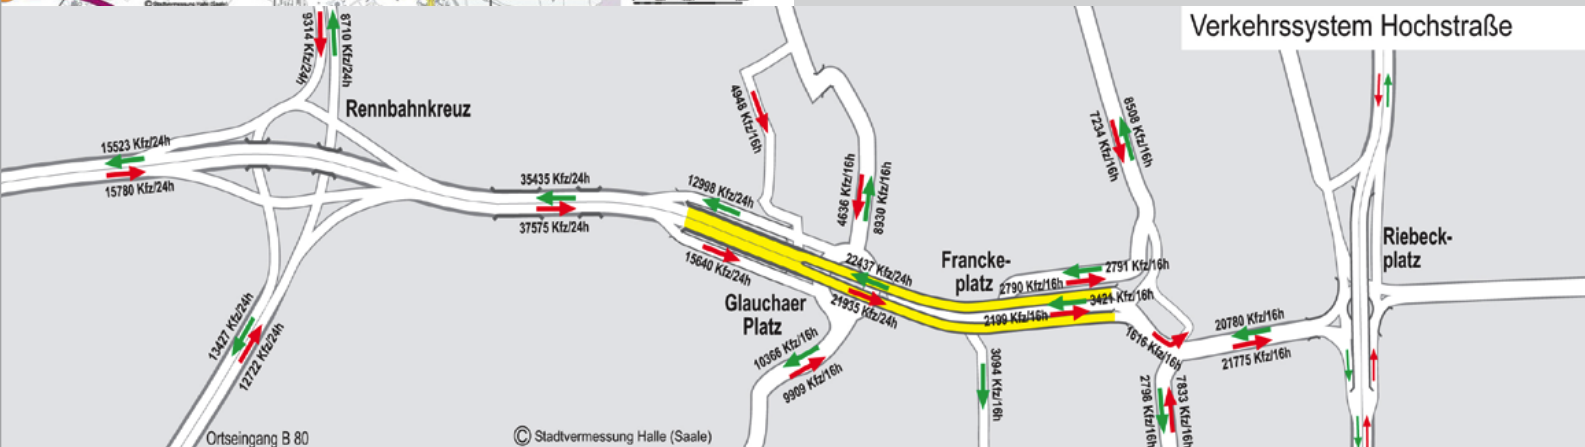 © Stadtvermessung Halle (Saale)
Verkehrssystem Hochstraße
9314 Kfz/24h
8710 Kfz/24h
Rennbahnkreuz
15523 Kfz/24h
15780 Kfz/24h
35435 Kfz/24h
37575 Kfz/24h
4948 Kfz/16h
12998 Kfz/24h
15640 Kfz/24h
4636 Kfz/16h
8930 Kfz/16h
22437 Kfz/24h
21935 Kfz/24h
Glauchaer
Platz
10366 Kfz/16h
9909 Kfz/16h
Francke-
platz
7234 Kfz/16h
8508 Kfz/16h
2791 Kfz/16h
2790 Kfz/16h
3421 Kfz/16h
2199 Kfz/16h
1616 Kfz/16h
3094 Kfz/16h
2796 Kfz/16h
7833 Kfz/16h
20780 Kfz/16h
21775 Kfz/16h
Riebeck-
platz
13427 Kfz/24h
12722 Kfz/24h
Ortseingang B 80
© Stadtvermessung Halle (Saale)